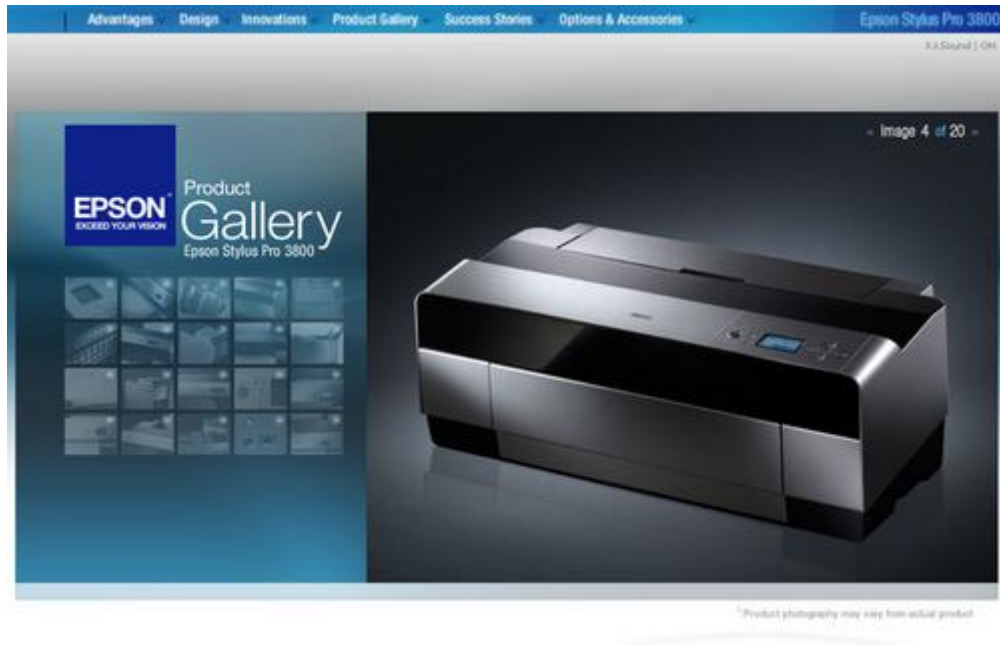 Advantages Design Innovations Product Gallery Success Stories Options & Accessories Epson Stylus Pro 3800
Sound | ON
Image 4 of 20
EPSON
EXCEED YOUR VISION
Product
Gallery
Epson Stylus Pro 3800
EPSON
Product photography may vary from actual product